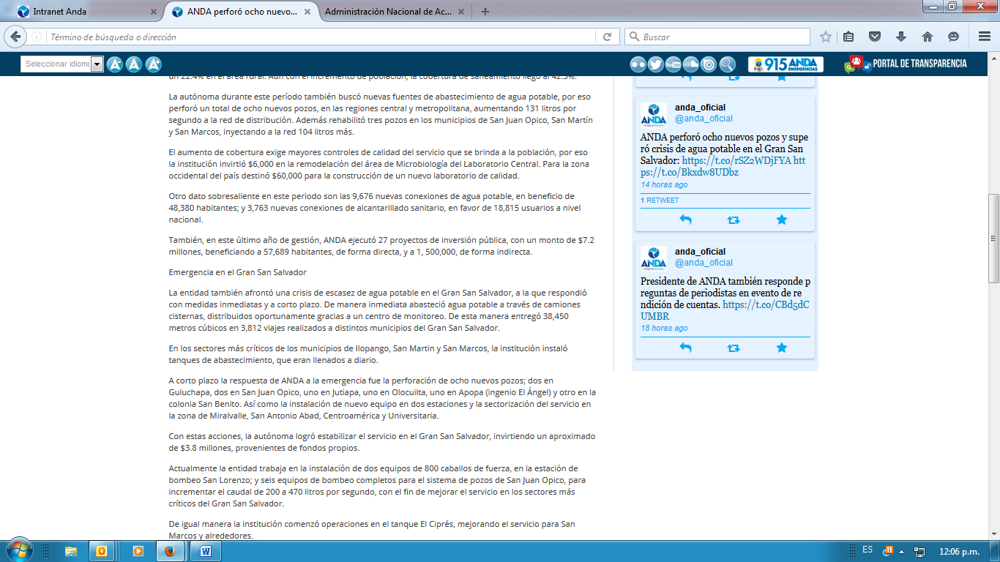 Intranet Anda
ANDA perforó ocho nuevo...
Administración Nacional de Ac...
Término de búsqueda o dirección
Buscar
Seleccionar idioma
A
A
A
You Tube
915 ANDA
EMERGENCIAS
PORTAL DE TRANSPARENCIA
un 22.4% en el área rural. Aún con el incremento de población, la cobertura de saneamiento llegó al 42.5%.
La autónoma durante este período también buscó nuevas fuentes de abastecimiento de agua potable, por eso
perforó un total de ocho nuevos pozos, en las regiones central y metropolitana, aumentando 131 litros por
segundo a la red de distribución. Además rehabilitó tres pozos en los municipios de San Juan Opico, San Martín
y San Marcos, inyectando a la red 104 litros más.
El aumento de cobertura exige mayores controles de calidad del servicio que se brinda a la población, por eso
la institución invirtió $6,000 en la remodelación del área de Microbiología del Laboratorio Central. Para la zona
occidental del país destinó $60,000 para la construcción de un nuevo laboratorio de calidad.
Otro dato sobresaliente en este periodo son las 9,676 nuevas conexiones de agua potable, en beneficio de
48,380 habitantes; y 3,763 nuevas conexiones de alcantarillado sanitario, en favor de 18,815 usuarios a nivel
nacional.
También, en este último año de gestión, ANDA ejecutó 27 proyectos de inversión pública, con un monto de $7.2
millones, beneficiando a 57,689 habitantes, de forma directa, y a 1, 500,000, de forma indirecta.
Emergencia en el Gran San Salvador
La entidad también afrontó una crisis de escasez de agua potable en el Gran San Salvador, a la que respondió
con medidas inmediatas y a corto plazo. De manera inmediata abasteció agua potable a través de camiones
cisternas, distribuidos oportunamente gracias a un centro de monitoreo. De esta manera entregó 38,450
metros cúbicos en 3,812 viajes realizados a distintos municipios del Gran San Salvador.
En los sectores más críticos de los municipios de Ilopango, San Martin y San Marcos, la institución instaló
tanques de abastecimiento, que eran llenados a diario.
A corto plazo la respuesta de ANDA a la emergencia fue la perforación de ocho nuevos pozos; dos en
Guluchapa, dos en San Juan Opico, uno en Jutiapa, uno en Olocuilta, uno en Apopa (ingenio El Ángel) y otro en la
colonia San Benito. Así como la instalación de nuevo equipo en dos estaciones y la sectorización del servicio en
la zona de Miralvalle, San Antonio Abad, Centroamérica y Universitaria.
Con estas acciones, la autónoma logró estabilizar el servicio en el Gran San Salvador, invirtiendo un aproximado
de $3.8 millones, provenientes de fondos propios.
Actualmente la entidad trabaja en la instalación de dos equipos de 800 caballos de fuerza, en la estación de
bombeo San Lorenzo; y seis equipos de bombeo completos para el sistema de pozos de San Juan Opico, para
incrementar el caudal de 200 a 470 litros por segundo, con el fin de mejorar el servicio en los sectores más
críticos del Gran San Salvador.
De igual manera la institución comenzó operaciones en el tanque El Ciprés, mejorando el servicio para San
Marcos y alrededores.
ANDA
anda_oficial
@anda_oficial
ANDA perforó ocho nuevos pozos y supe
ró crisis de agua potable en el Gran San
Salvador: https://t.co/rSZ2WDjFYA htt
ps://t.co/Bkxdw8UDbz
14 horas ago
1 RETWEET
ANDA
anda_oficial
@anda_oficial
Presidente de ANDA también responde p
reguntas de periodistas en evento de re
ndición de cuentas. https://t.co/CBd5dC
UMBR
18 horas ago
ES
12:06 p.m.